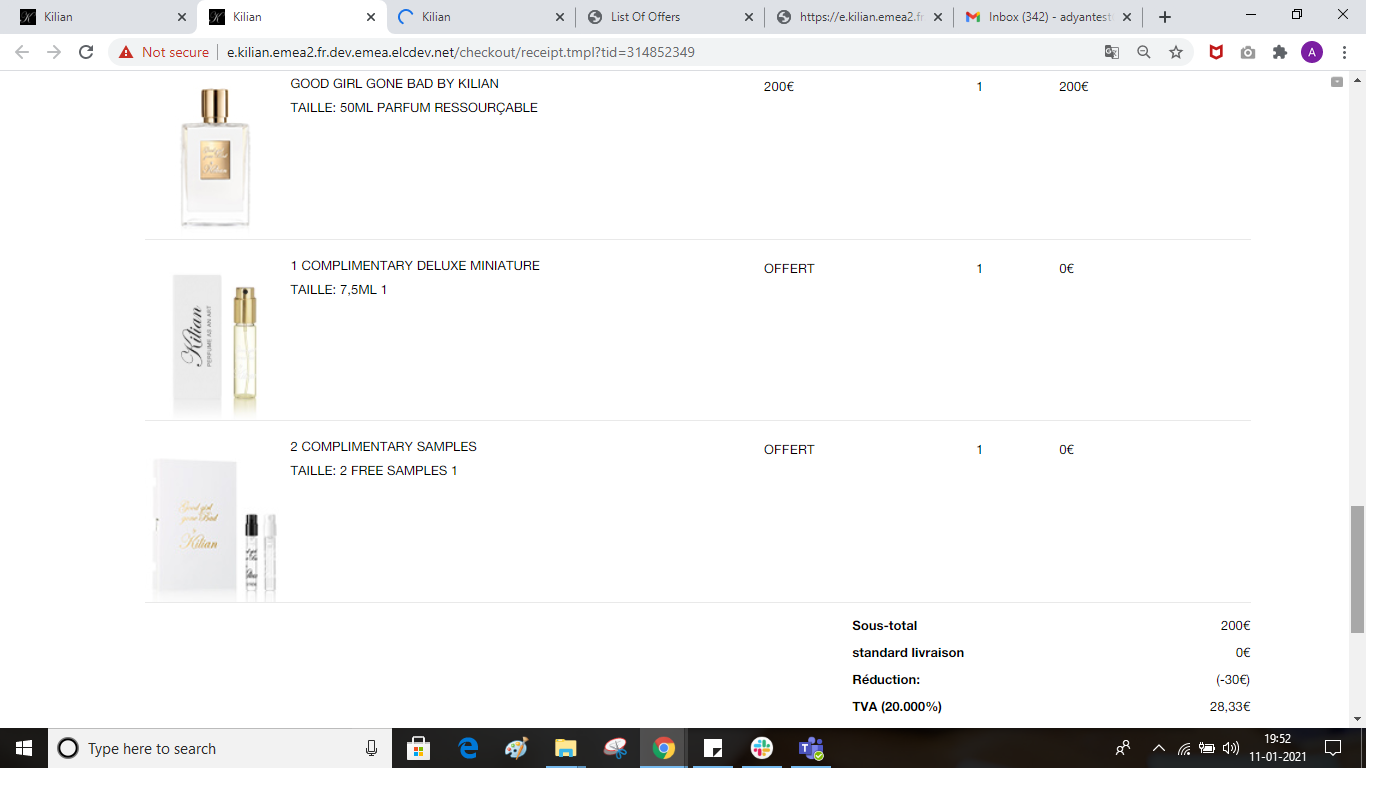 Kilian
Kilian
Kilian
List Of Offers
https://e.kilian.emea2.fr
Inbox (342) - adyantest
Not secure
e.kilian.emea2.fr.dev.emea.elcdev.net/checkout/receipt.tmpl?tid=314852349
A
GOOD GIRL GONE BAD BY KILIAN 200€ 1 200€
TAILLE: 50ML PARFUM RESSOURÇABLE
1 COMPLIMENTARY DELUXE MINIATURE OFFERT 1 0€
TAILLE: 7,5ML 1
Kilian
PERFUME AS AN ART
2 COMPLIMENTARY SAMPLES OFFERT 1 0€
TAILLE: 2 FREE SAMPLES 1
Good girl
gone Bad
Kilian
Sous-total 200€
standard livraison 0€
Réduction: (-30€)
TVA (20.000%) 28,33€
Type here to search
19:52
11-01-2021